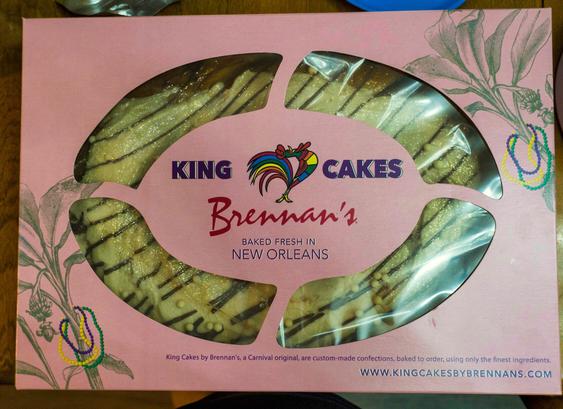 KING CAKES
Brennan's
BAKED FRESH IN
NEW ORLEANS
King Cakes by Brennan's, a Carnival original, are custom-made confections, baked to order, using only the finest ingredients.
WWW.KINGCAKESBYBRENNANS.COM